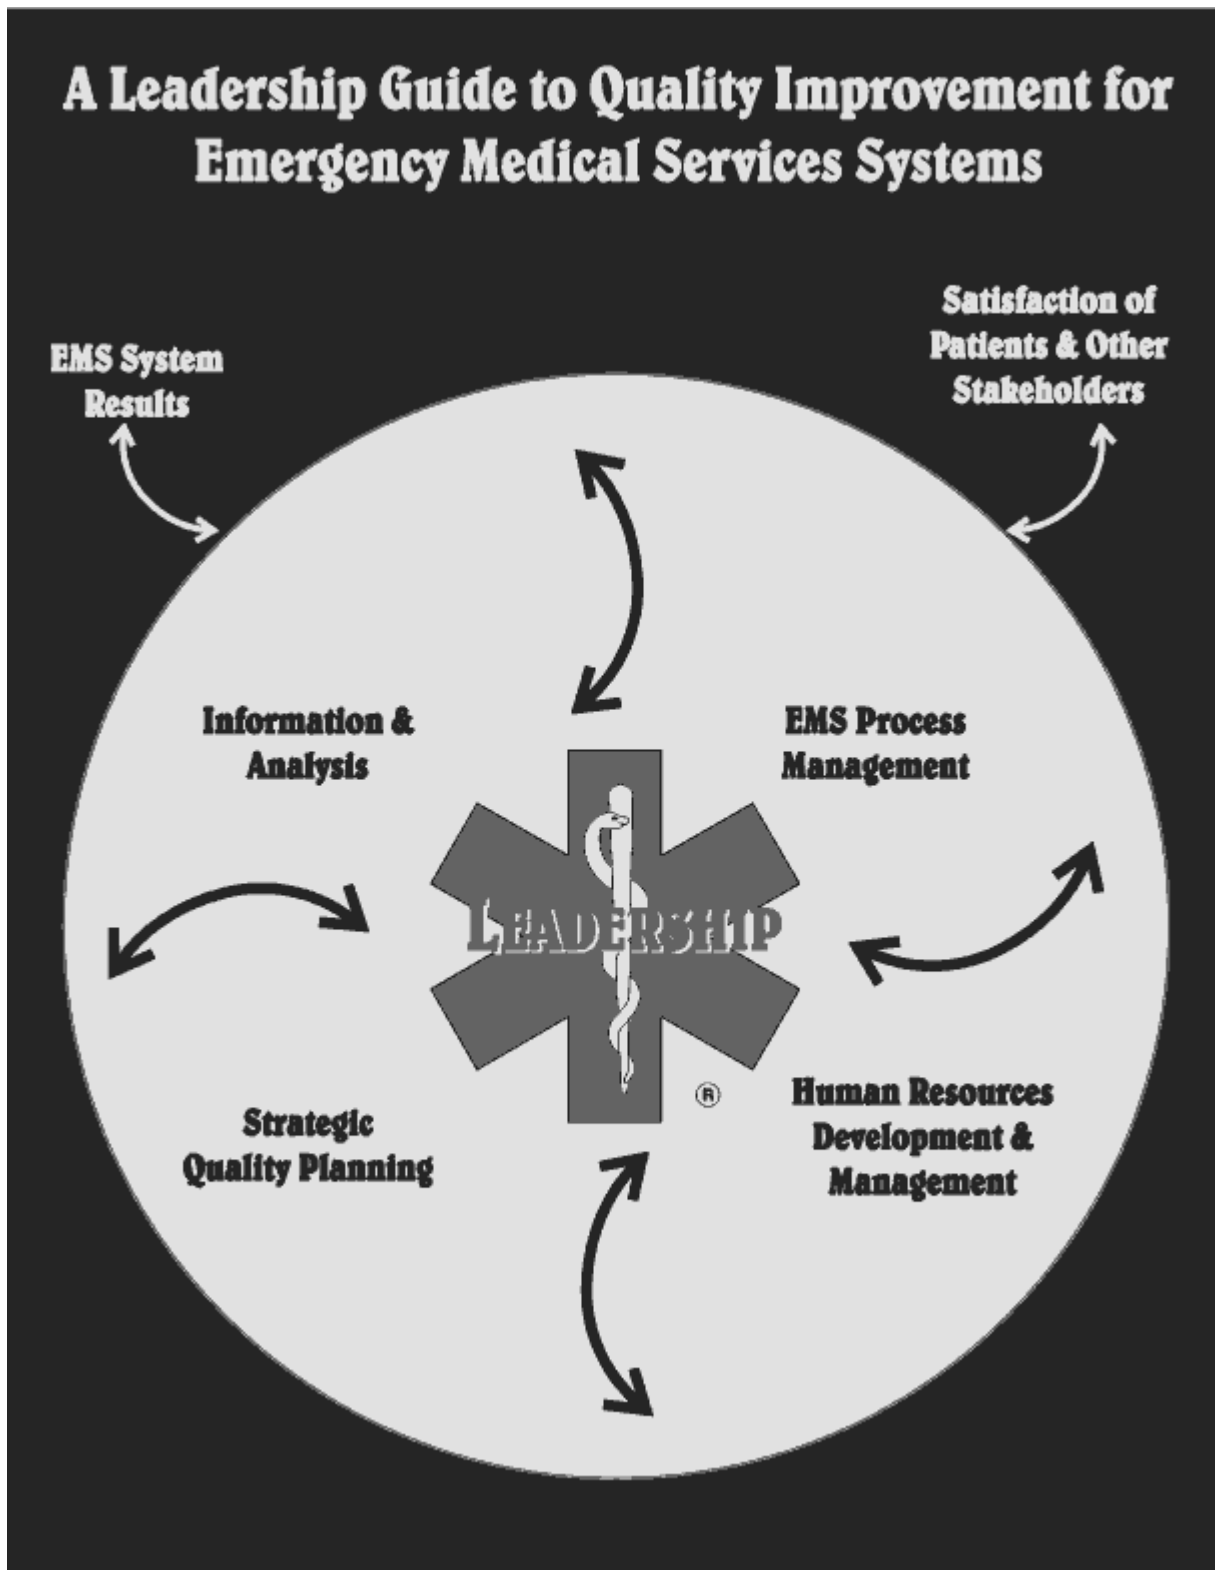 A Leadership Guide to Quality Improvement for
Emergency Medical Services Systems
Satisfaction of
Patients & Other
Stakeholders
EMS System
Results
Information &
Analysis
EMS Process
Management
LEADERSHIP
®
Strategic
Quality Planning
Human Resources
Development &
Management